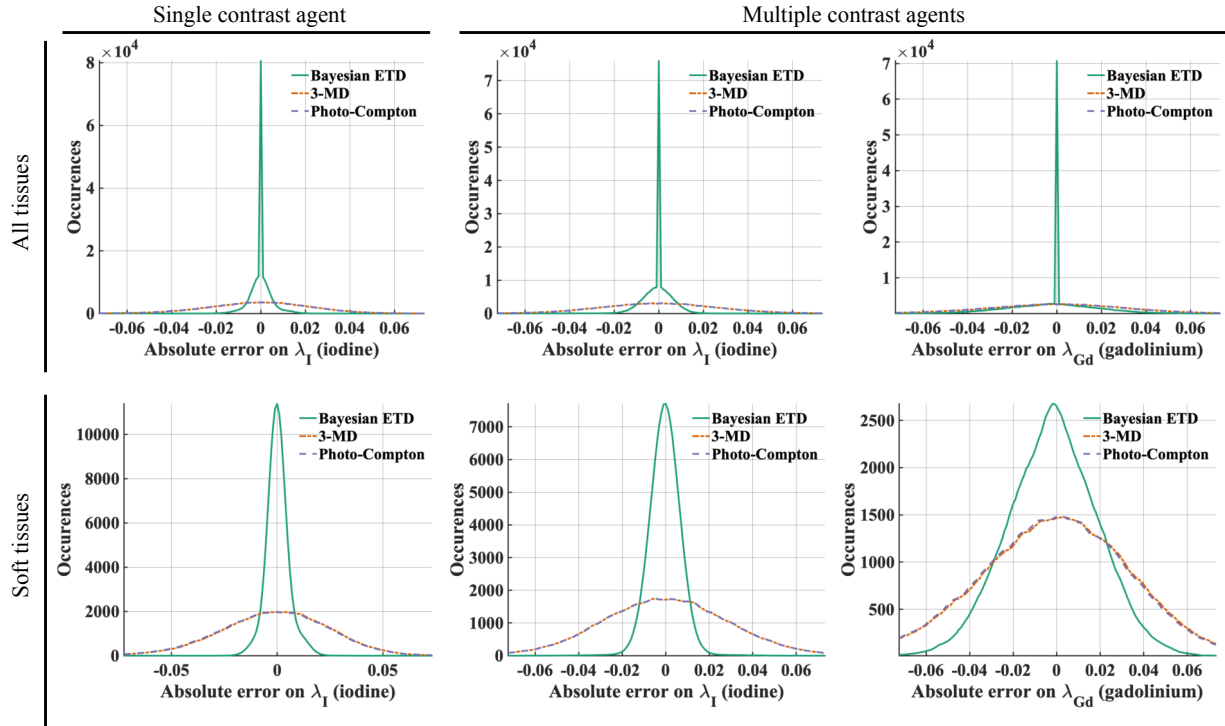 Single contrast agent
Multiple contrast agents
All tissues
×10⁴
8
6
4
2
0
Occurences
Bayesian ETD
3-MD
Photo-Compton
-0.06 -0.04 -0.02 0 0.02 0.04 0.06
Absolute error on λ_I (iodine)
×10⁴
7
6
5
4
3
2
1
0
Occurences
Bayesian ETD
3-MD
Photo-Compton
-0.06 -0.04 -0.02 0 0.02 0.04 0.06
Absolute error on λ_I (iodine)
×10⁴
7
6
5
4
3
2
1
Occurences
Bayesian ETD
3-MD
Photo-Compton
-0.06 -0.04 -0.02 0 0.02 0.04 0.06
Absolute error on λ_Gd (gadolinium)
Soft tissues
10000
8000
6000
4000
2000
0
Occurences
Bayesian ETD
3-MD
Photo-Compton
-0.05 0 0.05
Absolute error on λ_I (iodine)
7000
6000
5000
4000
3000
2000
1000
0
Occurences
Bayesian ETD
3-MD
Photo-Compton
-0.06 -0.04 -0.02 0 0.02 0.04 0.06
Absolute error on λ_I (iodine)
2500
2000
1500
1000
500
Occurences
Bayesian ETD
3-MD
Photo-Compton
-0.06 -0.04 -0.02 0 0.02 0.04 0.06
Absolute error on λ_Gd (gadolinium)